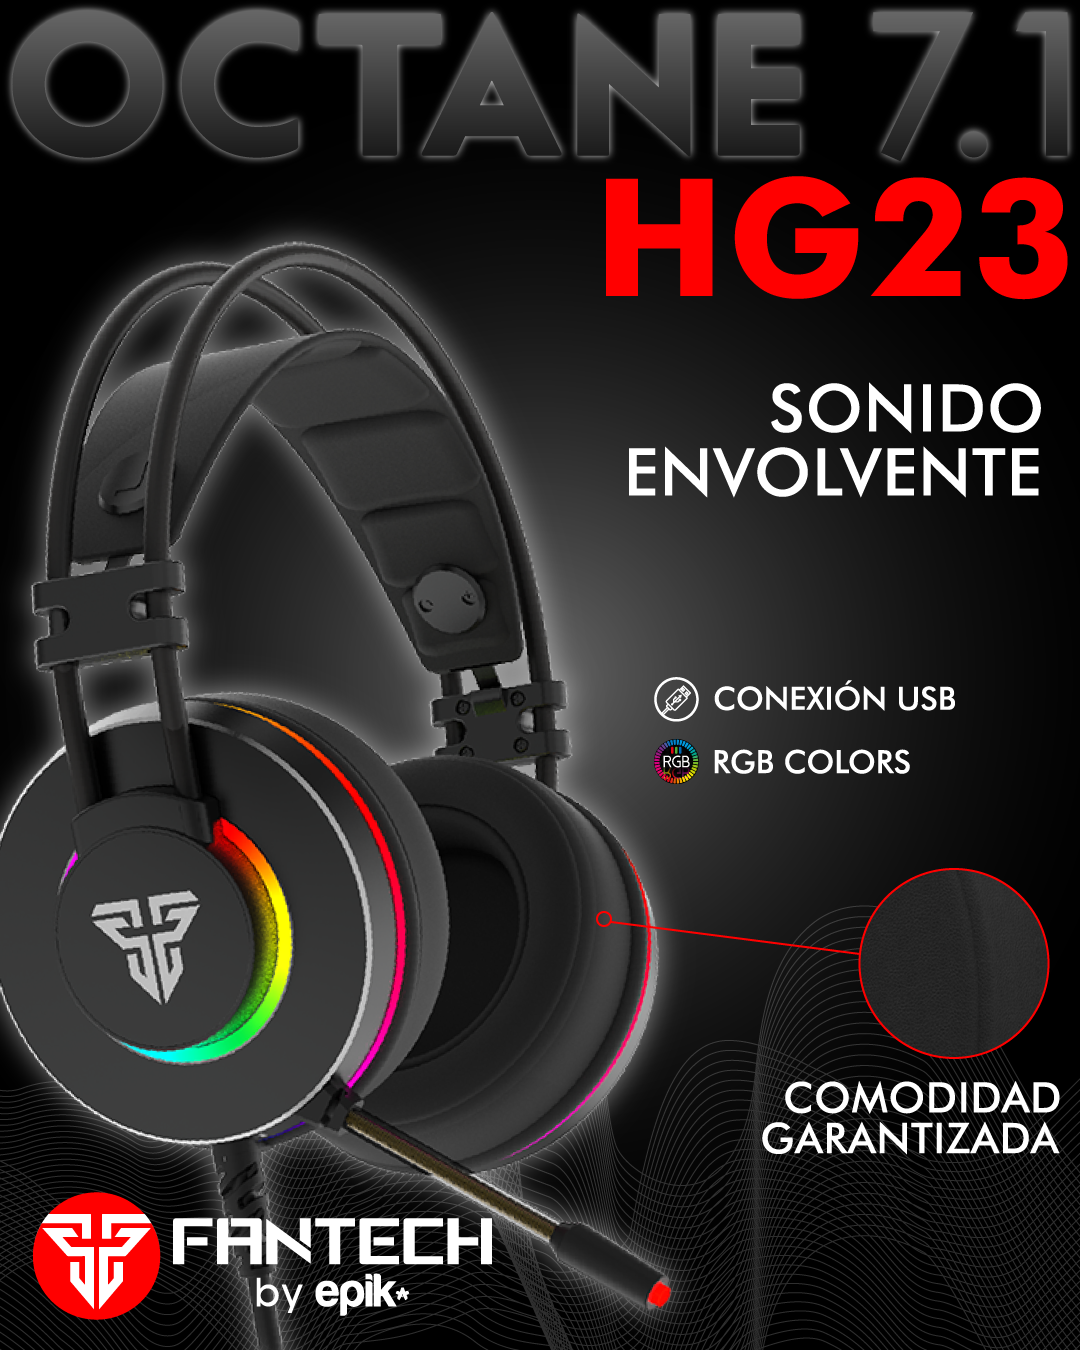 OCTANE 7.1
HG23
SONIDO
ENVOLVENTE
CONEXIÓN USB
RGB
RGB COLORS
COMODIDAD
GARANTIZADA
FANTECH
by epik*